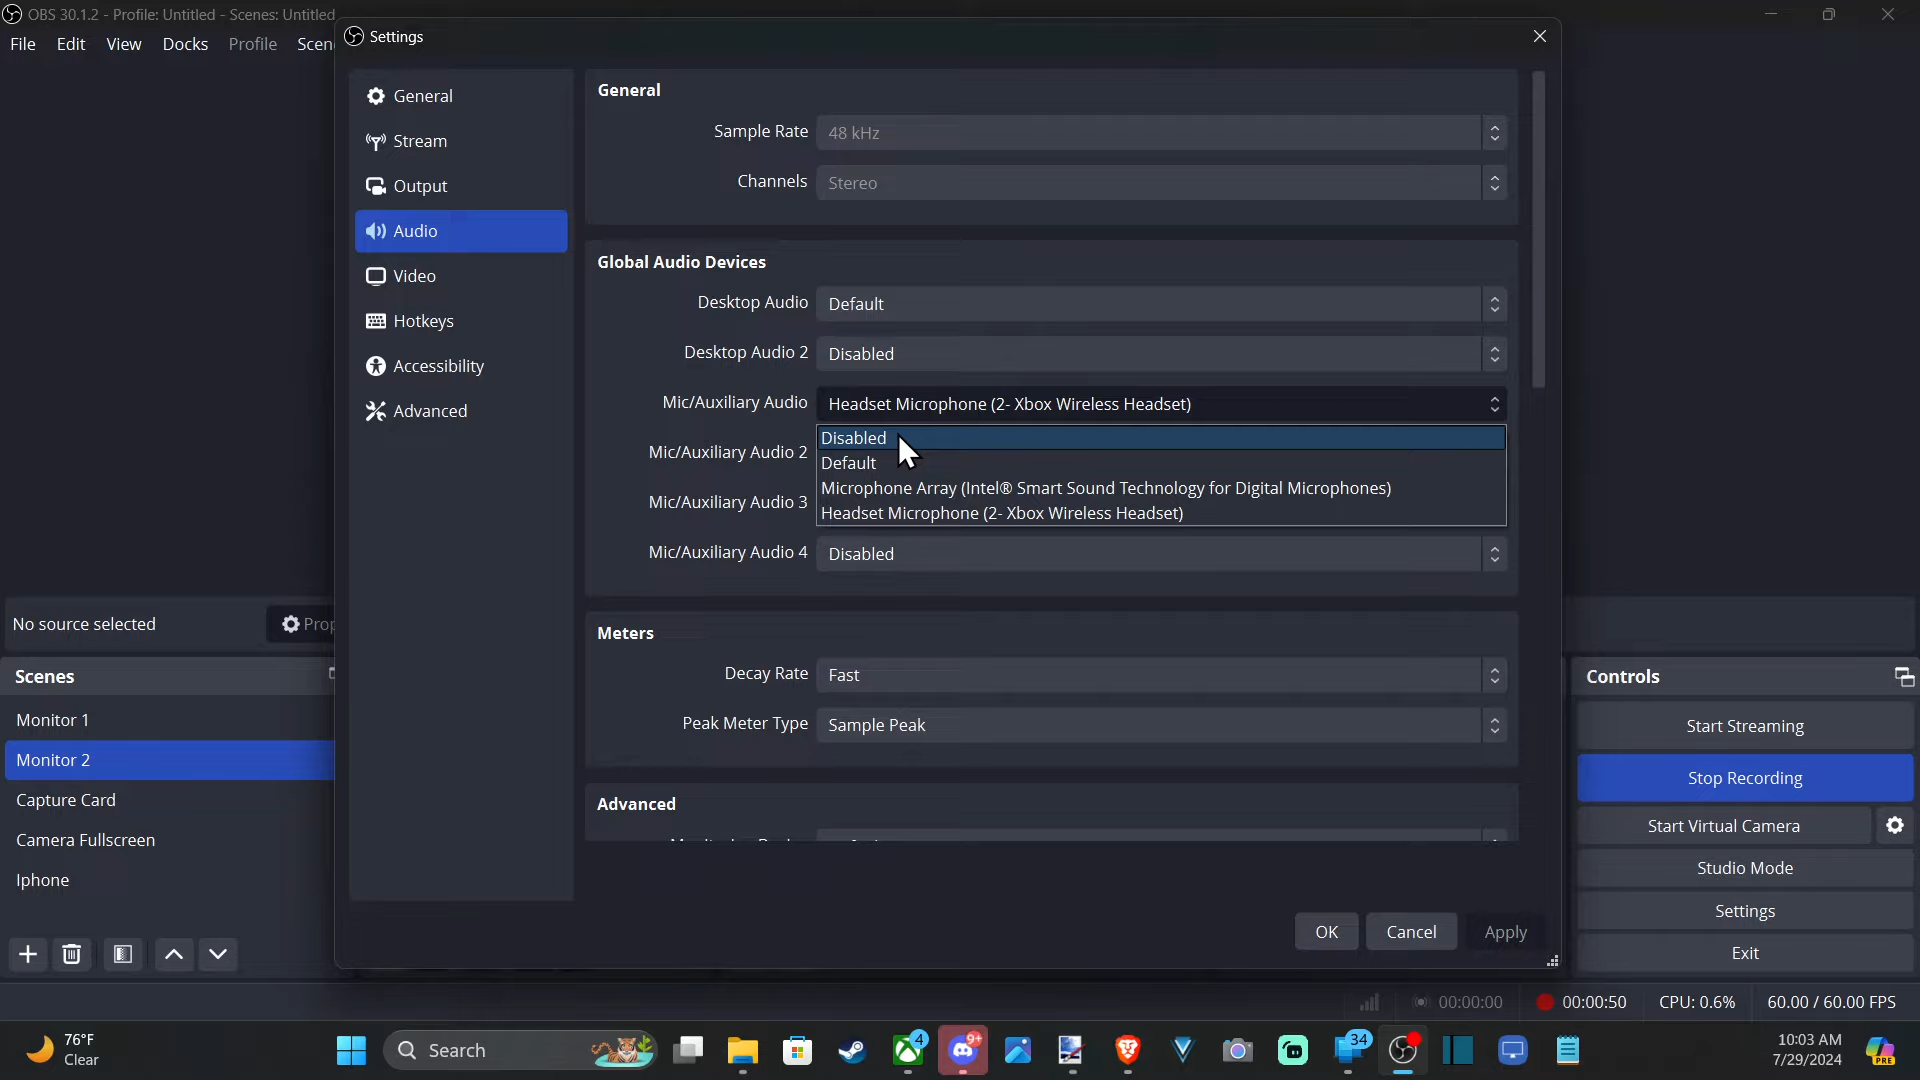 OBS 30.1.2 - Profile: Untitled - Scenes: Untitled
File Edit View Docks Profile Scen
Settings
General
Stream
Output
Audio
Video
Hotkeys
Accessibility
Advanced
General
Sample Rate 48 kHz
Channels Stereo
Global Audio Devices
Desktop Audio Default
Desktop Audio 2 Disabled
Mic/Auxiliary Audio Headset Microphone (2- Xbox Wireless Headset)
Disabled
Mic/Auxiliary Audio 2
Default
Microphone Array (Intel® Smart Sound Technology for Digital Microphones)
Mic/Auxiliary Audio 3
Headset Microphone (2- Xbox Wireless Headset)
Mic/Auxiliary Audio 4 Disabled
Meters
Decay Rate Fast
Peak Meter Type Sample Peak
Advanced
OK Cancel Apply
No source selected
Prop
Scenes
Monitor 1
Monitor 2
Capture Card
Camera Fullscreen
Iphone
Controls
Start Streaming
Stop Recording
Start Virtual Camera
Studio Mode
Settings
Exit
00:00:00 00:00:50 CPU: 0.6% 60.00 / 60.00 FPS
76°F
Clear
Search
4
9+
34
10:03 AM
7/29/2024
PRE